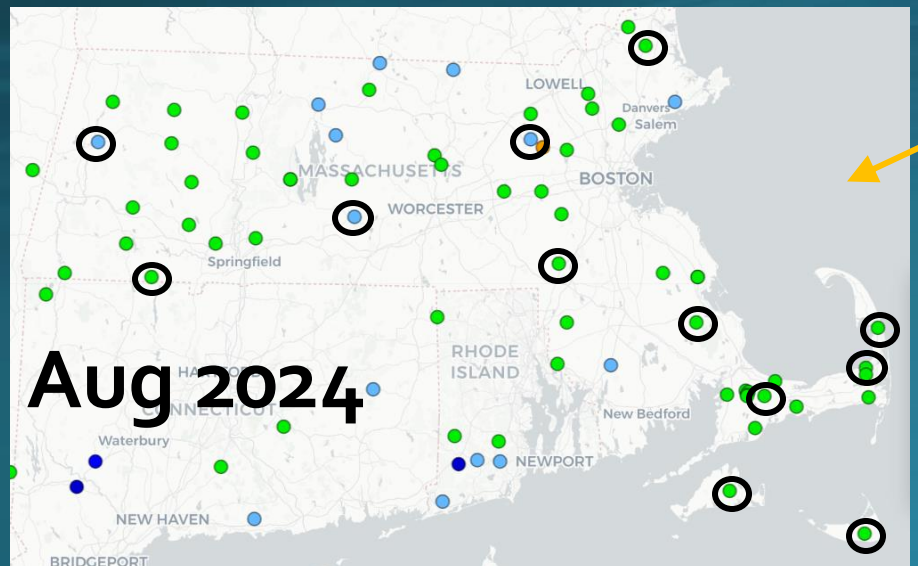 LOWELL
Danvers
Salem
MASSACHUSETTS
BOSTON
WORCESTER
Springfield
RHODE
ISLAND
Aug 2024
CONNECTICUT
New Bedford
Waterbury
NEWPORT
NEW HAVEN
BRIDGEPORT